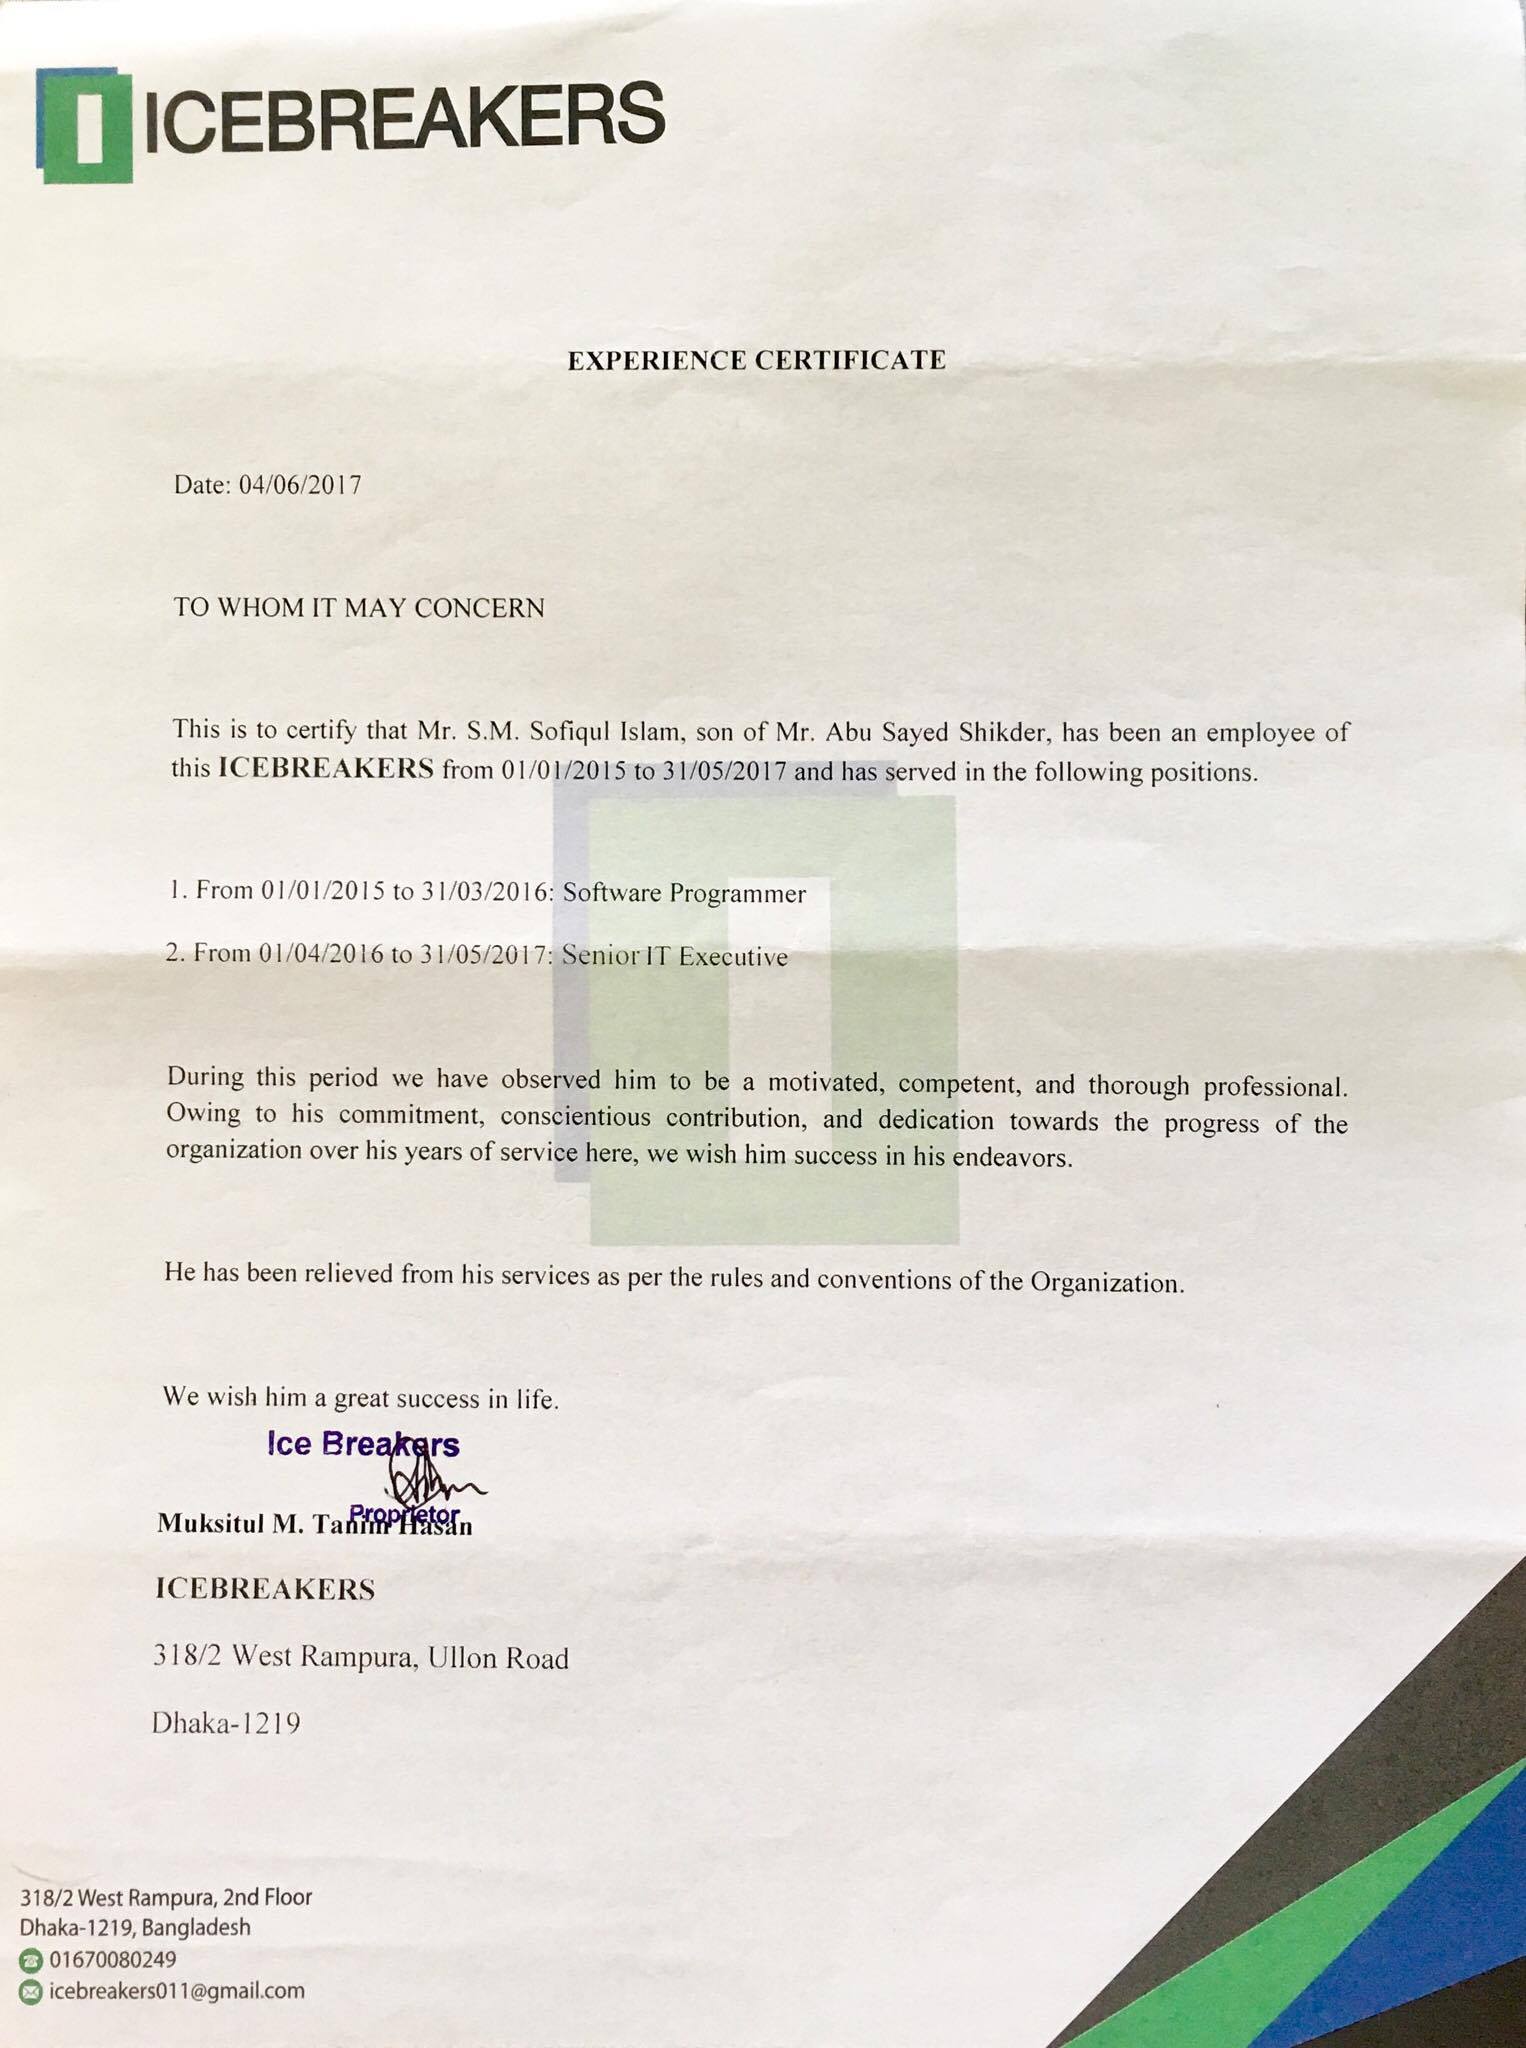 ICEBREAKERS
EXPERIENCE CERTIFICATE
Date: 04/06/2017
TO WHOM IT MAY CONCERN
This is to certify that Mr. S.M. Sofiqul Islam, son of Mr. Abu Sayed Shikder, has been an employee of
this ICEBREAKERS from 01/01/2015 to 31/05/2017 and has served in the following positions.
1. From 01/01/2015 to 31/03/2016: Software Programmer
2. From 01/04/2016 to 31/05/2017: Senior IT Executive
During this period we have observed him to be a motivated, competent, and thorough professional.
Owing to his commitment, conscientious contribution, and dedication towards the progress of the
organization over his years of service here, we wish him success in his endeavors.
He has been relieved from his services as per the rules and conventions of the Organization.
We wish him a great success in life.
Ice Breakers
Proprietor
Muksitul M. Tanim Hasan
ICEBREAKERS
318/2 West Rampura, Ullon Road
Dhaka-1219
318/2 West Rampura, 2nd Floor
Dhaka-1219, Bangladesh
01670080249
icebreakers011@gmail.com